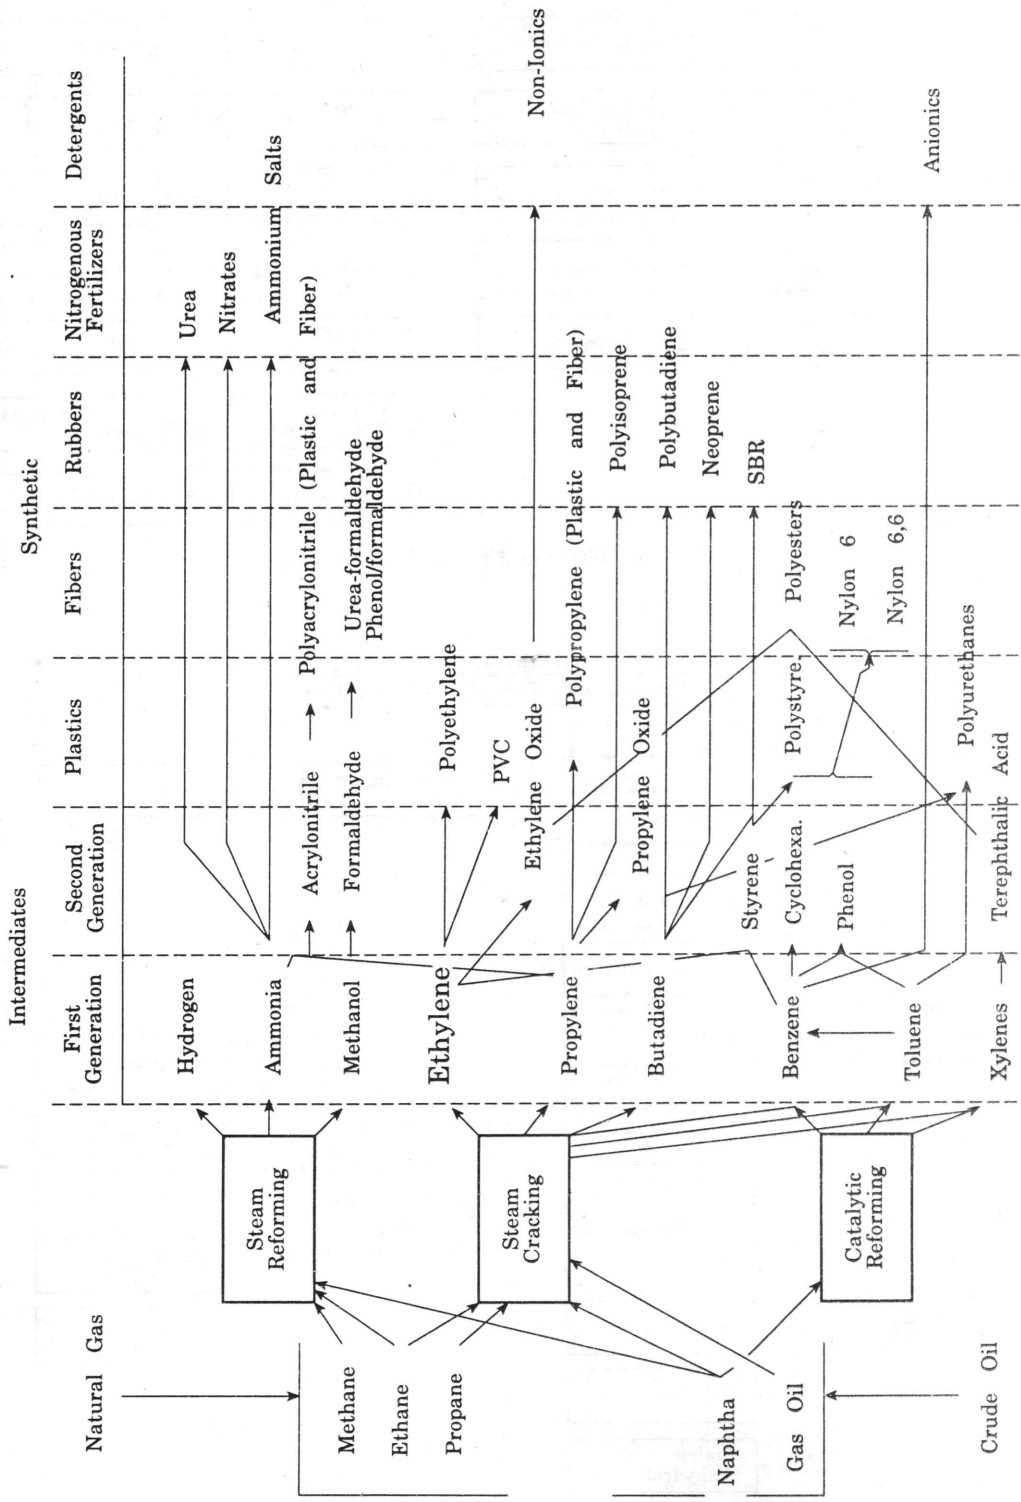 Intermediates
Synthetic
First
Generation
Second
Generation
Plastics
Fibers
Rubbers
Nitrogenous
Fertilizers
Detergents
Natural Gas
Methane
Ethane
Propane
Naphtha
Gas Oil
Crude Oil
Steam
Reforming
Steam
Cracking
Catalytic
Reforming
Hydrogen
Urea
Nitrates
Ammonia
Ammonium Salts
Acrylonitrile
Polyacrylonitrile (Plastic and Fiber)
Methanol
Formaldehyde
Urea-formaldehyde
Phenol/formaldehyde
Ethylene
Polyethylene
PVC
Ethylene Oxide
Non-Ionics
Propylene
Polypropylene (Plastic and Fiber)
Polyisoprene
Propylene Oxide
Butadiene
Polybutadiene
Neoprene
SBR
Styrene
Benzene
Cyclohexa.
Polystyre.
Polyesters
Phenol
Nylon 6
Nylon 6,6
Toluene
Anionics
Polyurethanes
Xylenes
Terephthalic Acid